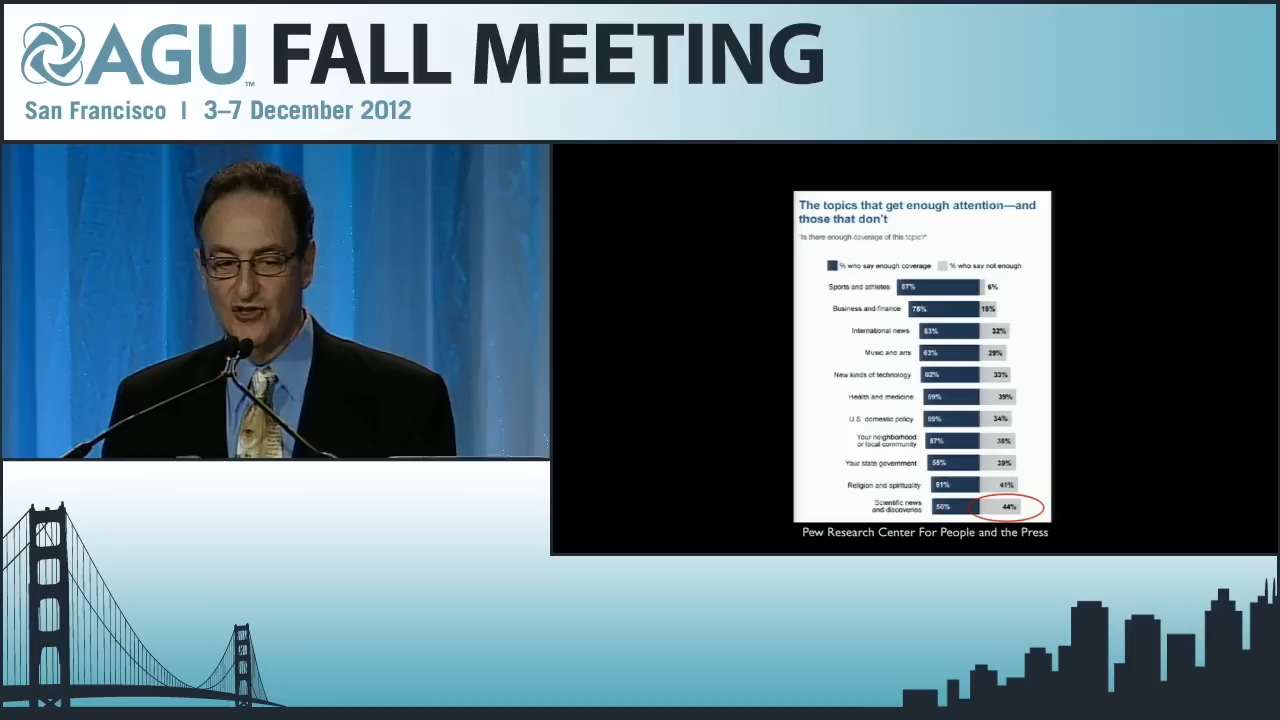 AGU™ FALL MEETING
San Francisco | 3–7 December 2012
The topics that get enough attention—and
those that don't
"Is there enough coverage of this topic?"
% who say enough coverage % who say not enough
Sports and athletes 87% 6%
Business and finance 78% 18%
International news 63% 32%
Music and arts 63% 29%
New kinds of technology 62% 33%
Health and medicine 59% 39%
U.S. domestic policy 59% 34%
Your neighborhood
or local community 57% 38%
Your state government 55% 39%
Religion and spirituality 51% 41%
Scientific news
and discoveries 50% 44%
Pew Research Center For People and the Press